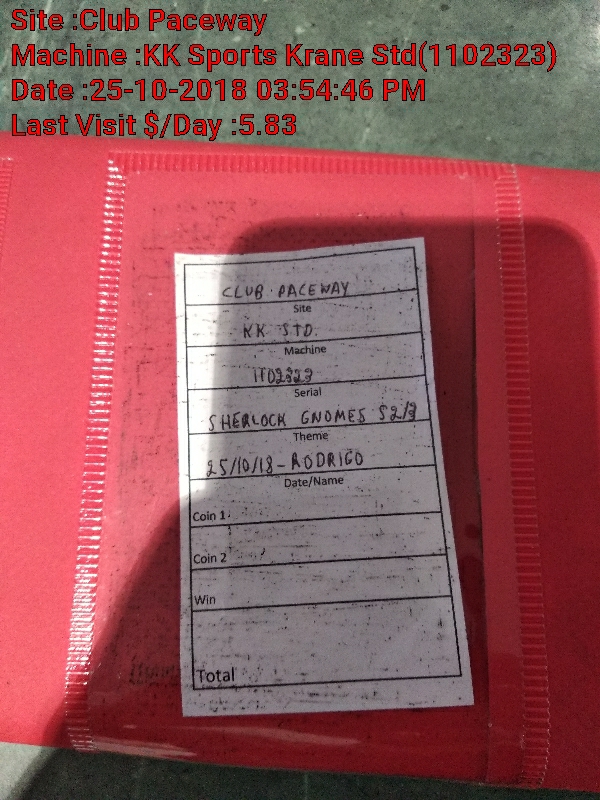 Site :Club Paceway
Machine :KK Sports Krane Std(1102323)
Date :25-10-2018 03:54:46 PM
Last Visit $/Day :5.83
CLUB PACEWAY
Site
KK STD.
Machine
1102323
Serial
SHERLOCK GNOMES S2/3
Theme
25/10/18 - RODRIGO
Date/Name
Coin 1
Coin 2
Win
Total